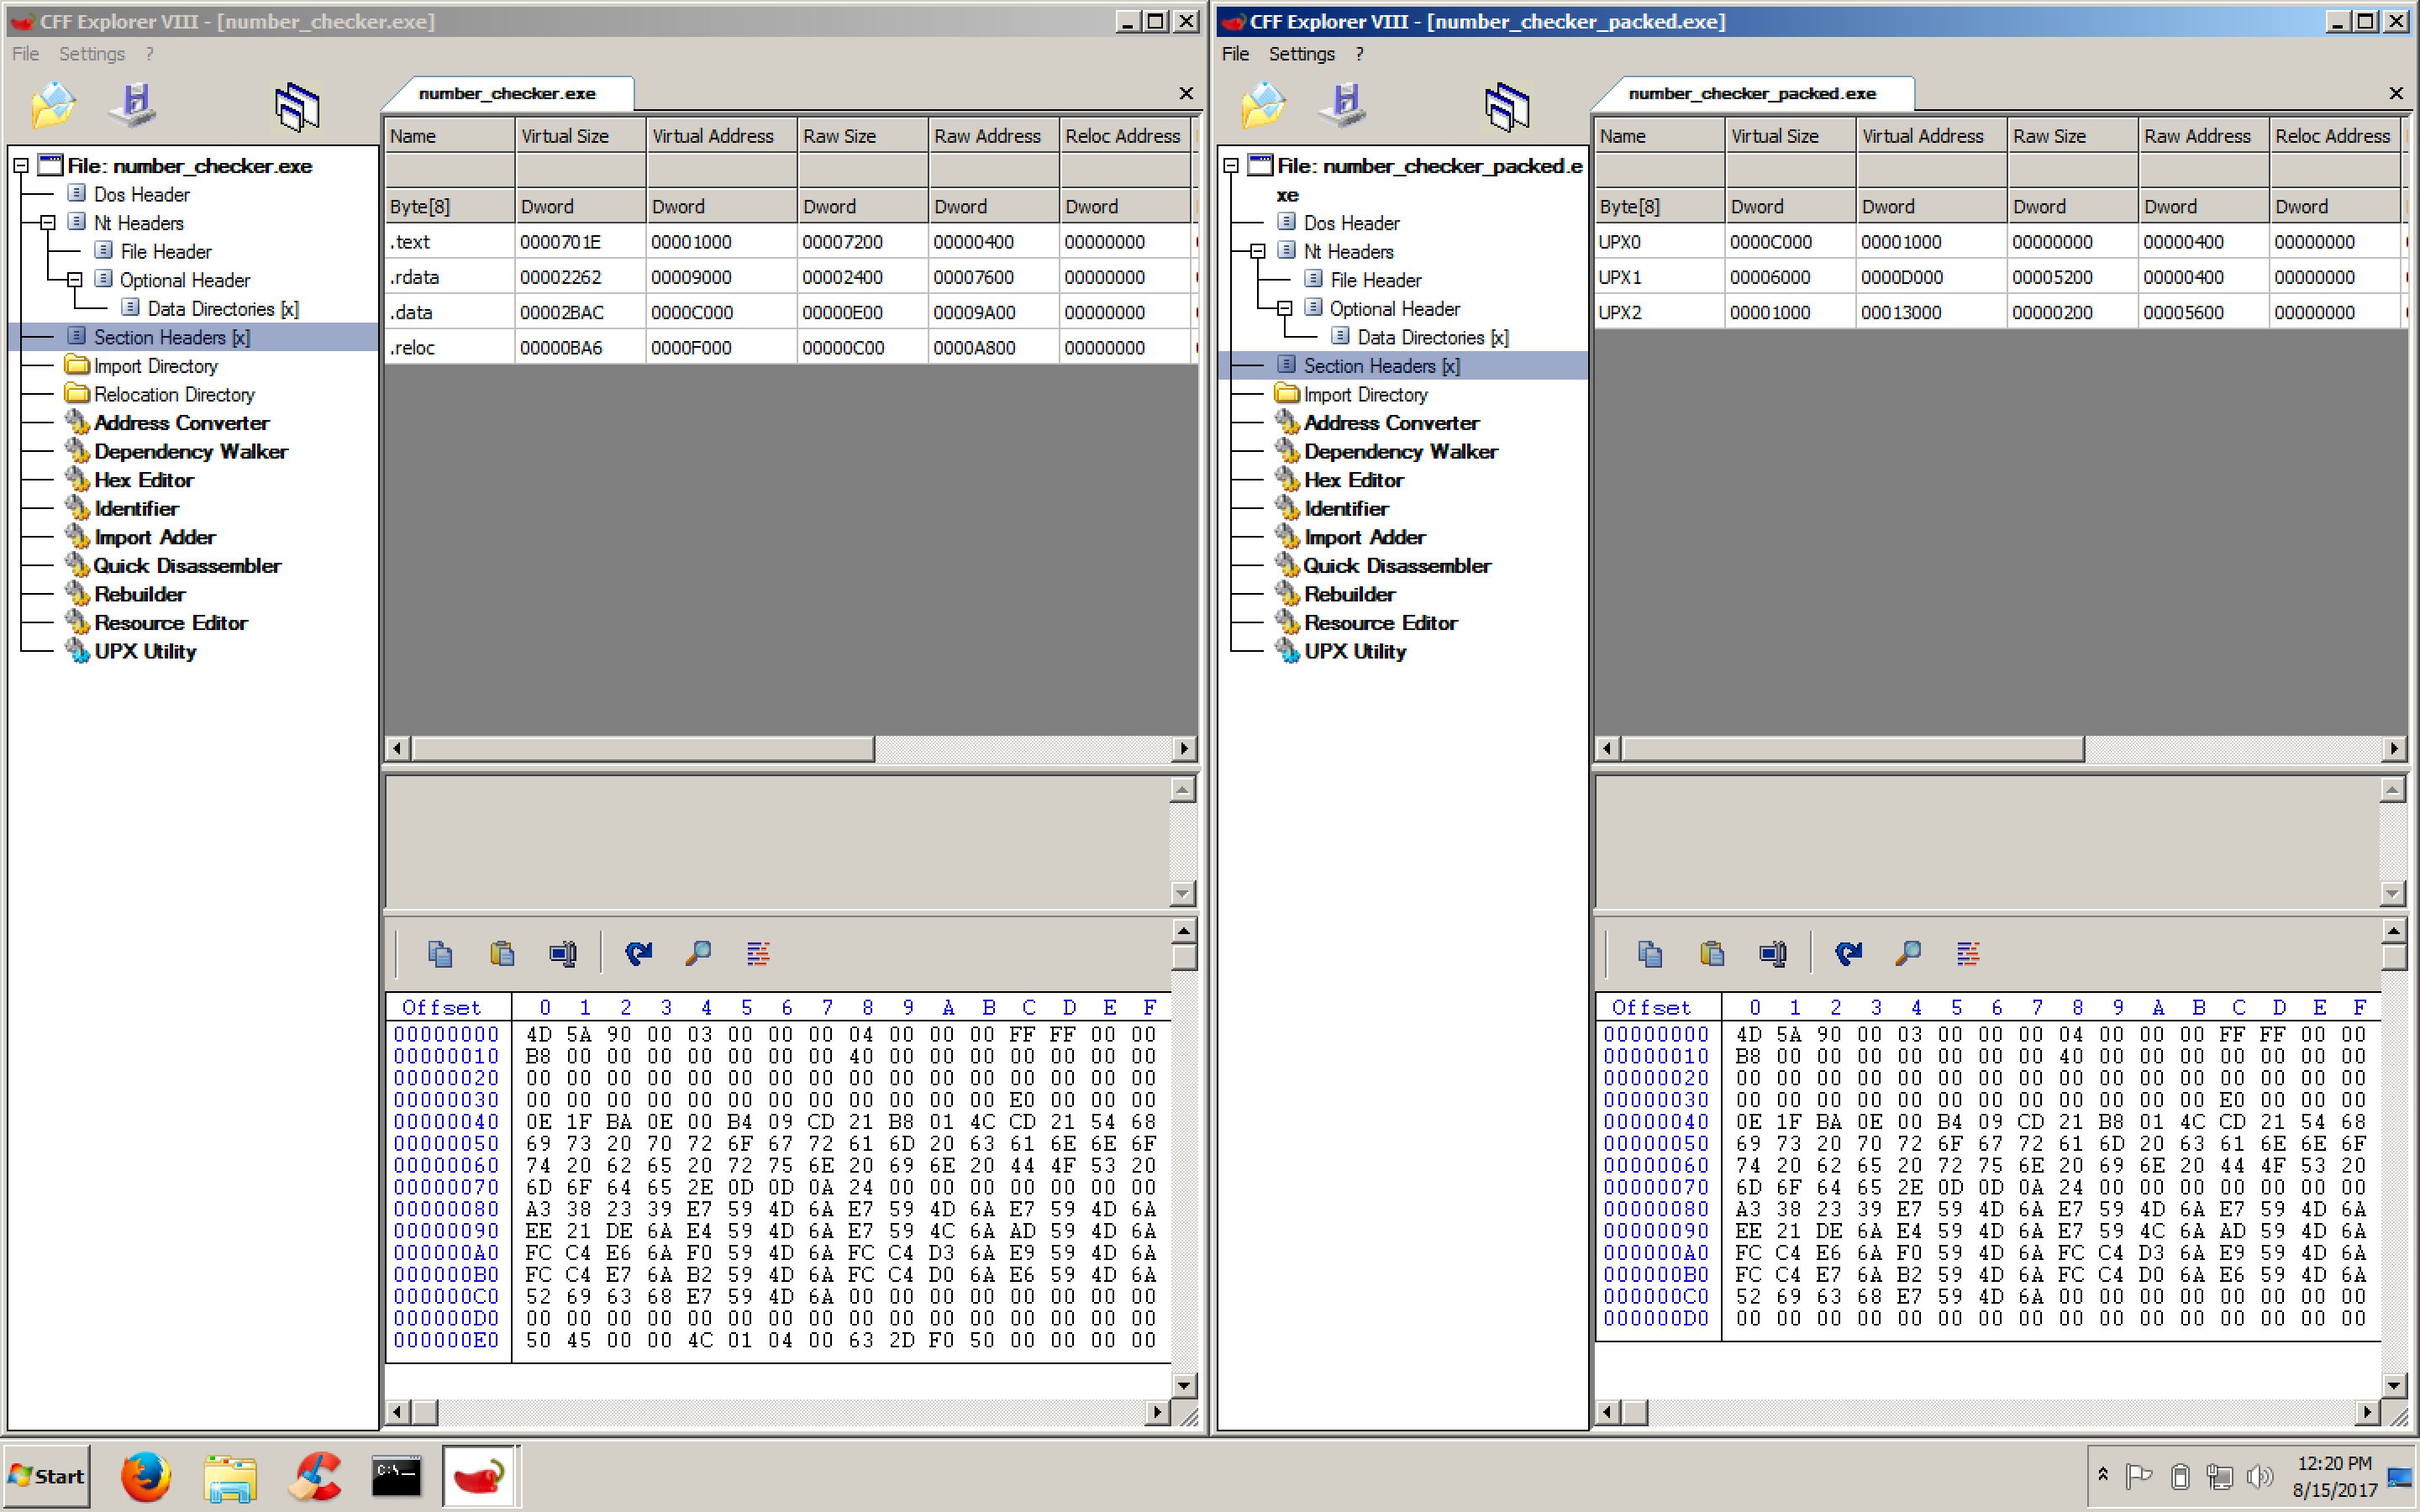 CFF Explorer VIII - [number_checker.exe]
File Settings ?
number_checker.exe
File: number_checker.exe
Dos Header
Nt Headers
File Header
Optional Header
Data Directories [x]
Section Headers [x]
Import Directory
Relocation Directory
Address Converter
Dependency Walker
Hex Editor
Identifier
Import Adder
Quick Disassembler
Rebuilder
Resource Editor
UPX Utility
Name Virtual Size Virtual Address Raw Size Raw Address Reloc Address
Byte[8] Dword Dword Dword Dword Dword
.text 0000701E 00001000 00007200 00000400 00000000
.rdata 00002262 00009000 00002400 00007600 00000000
.data 00002BAC 0000C000 00000E00 00009A00 00000000
.reloc 00000BA6 0000F000 00000C00 0000A800 00000000
Offset 0 1 2 3 4 5 6 7 8 9 A B C D E F
00000000 4D 5A 90 00 03 00 00 00 04 00 00 00 FF FF 00 00
00000010 B8 00 00 00 00 00 00 00 40 00 00 00 00 00 00 00
00000020 00 00 00 00 00 00 00 00 00 00 00 00 00 00 00 00
00000030 00 00 00 00 00 00 00 00 00 00 00 00 E0 00 00 00
00000040 0E 1F BA 0E 00 B4 09 CD 21 B8 01 4C CD 21 54 68
00000050 69 73 20 70 72 6F 67 72 61 6D 20 63 61 6E 6E 6F
00000060 74 20 62 65 20 72 75 6E 20 69 6E 20 44 4F 53 20
00000070 6D 6F 64 65 2E 0D 0D 0A 24 00 00 00 00 00 00 00
00000080 A3 38 23 39 E7 59 4D 6A E7 59 4D 6A E7 59 4D 6A
00000090 EE 21 DE 6A E4 59 4D 6A E7 59 4C 6A AD 59 4D 6A
000000A0 FC C4 E6 6A F0 59 4D 6A FC C4 D3 6A E9 59 4D 6A
000000B0 FC C4 E7 6A B2 59 4D 6A FC C4 D0 6A E6 59 4D 6A
000000C0 52 69 63 68 E7 59 4D 6A 00 00 00 00 00 00 00 00
000000D0 00 00 00 00 00 00 00 00 00 00 00 00 00 00 00 00
000000E0 50 45 00 00 4C 01 04 00 63 2D F0 50 00 00 00 00
CFF Explorer VIII - [number_checker_packed.exe]
File Settings ?
number_checker_packed.exe
File: number_checker_packed.e
xe
Dos Header
Nt Headers
File Header
Optional Header
Data Directories [x]
Section Headers [x]
Import Directory
Address Converter
Dependency Walker
Hex Editor
Identifier
Import Adder
Quick Disassembler
Rebuilder
Resource Editor
UPX Utility
Name Virtual Size Virtual Address Raw Size Raw Address Reloc Address
Byte[8] Dword Dword Dword Dword Dword
UPX0 0000C000 00001000 00000000 00000400 00000000
UPX1 00006000 0000D000 00005200 00000400 00000000
UPX2 00001000 00013000 00000200 00005600 00000000
Offset 0 1 2 3 4 5 6 7 8 9 A B C D E F
00000000 4D 5A 90 00 03 00 00 00 04 00 00 00 FF FF 00 00
00000010 B8 00 00 00 00 00 00 00 40 00 00 00 00 00 00 00
00000020 00 00 00 00 00 00 00 00 00 00 00 00 00 00 00 00
00000030 00 00 00 00 00 00 00 00 00 00 00 00 E0 00 00 00
00000040 0E 1F BA 0E 00 B4 09 CD 21 B8 01 4C CD 21 54 68
00000050 69 73 20 70 72 6F 67 72 61 6D 20 63 61 6E 6E 6F
00000060 74 20 62 65 20 72 75 6E 20 69 6E 20 44 4F 53 20
00000070 6D 6F 64 65 2E 0D 0D 0A 24 00 00 00 00 00 00 00
00000080 A3 38 23 39 E7 59 4D 6A E7 59 4D 6A E7 59 4D 6A
00000090 EE 21 DE 6A E4 59 4D 6A E7 59 4C 6A AD 59 4D 6A
000000A0 FC C4 E6 6A F0 59 4D 6A FC C4 D3 6A E9 59 4D 6A
000000B0 FC C4 E7 6A B2 59 4D 6A FC C4 D0 6A E6 59 4D 6A
000000C0 52 69 63 68 E7 59 4D 6A 00 00 00 00 00 00 00 00
000000D0 00 00 00 00 00 00 00 00 00 00 00 00 00 00 00 00
Start
C:\_
12:20 PM
8/15/2017